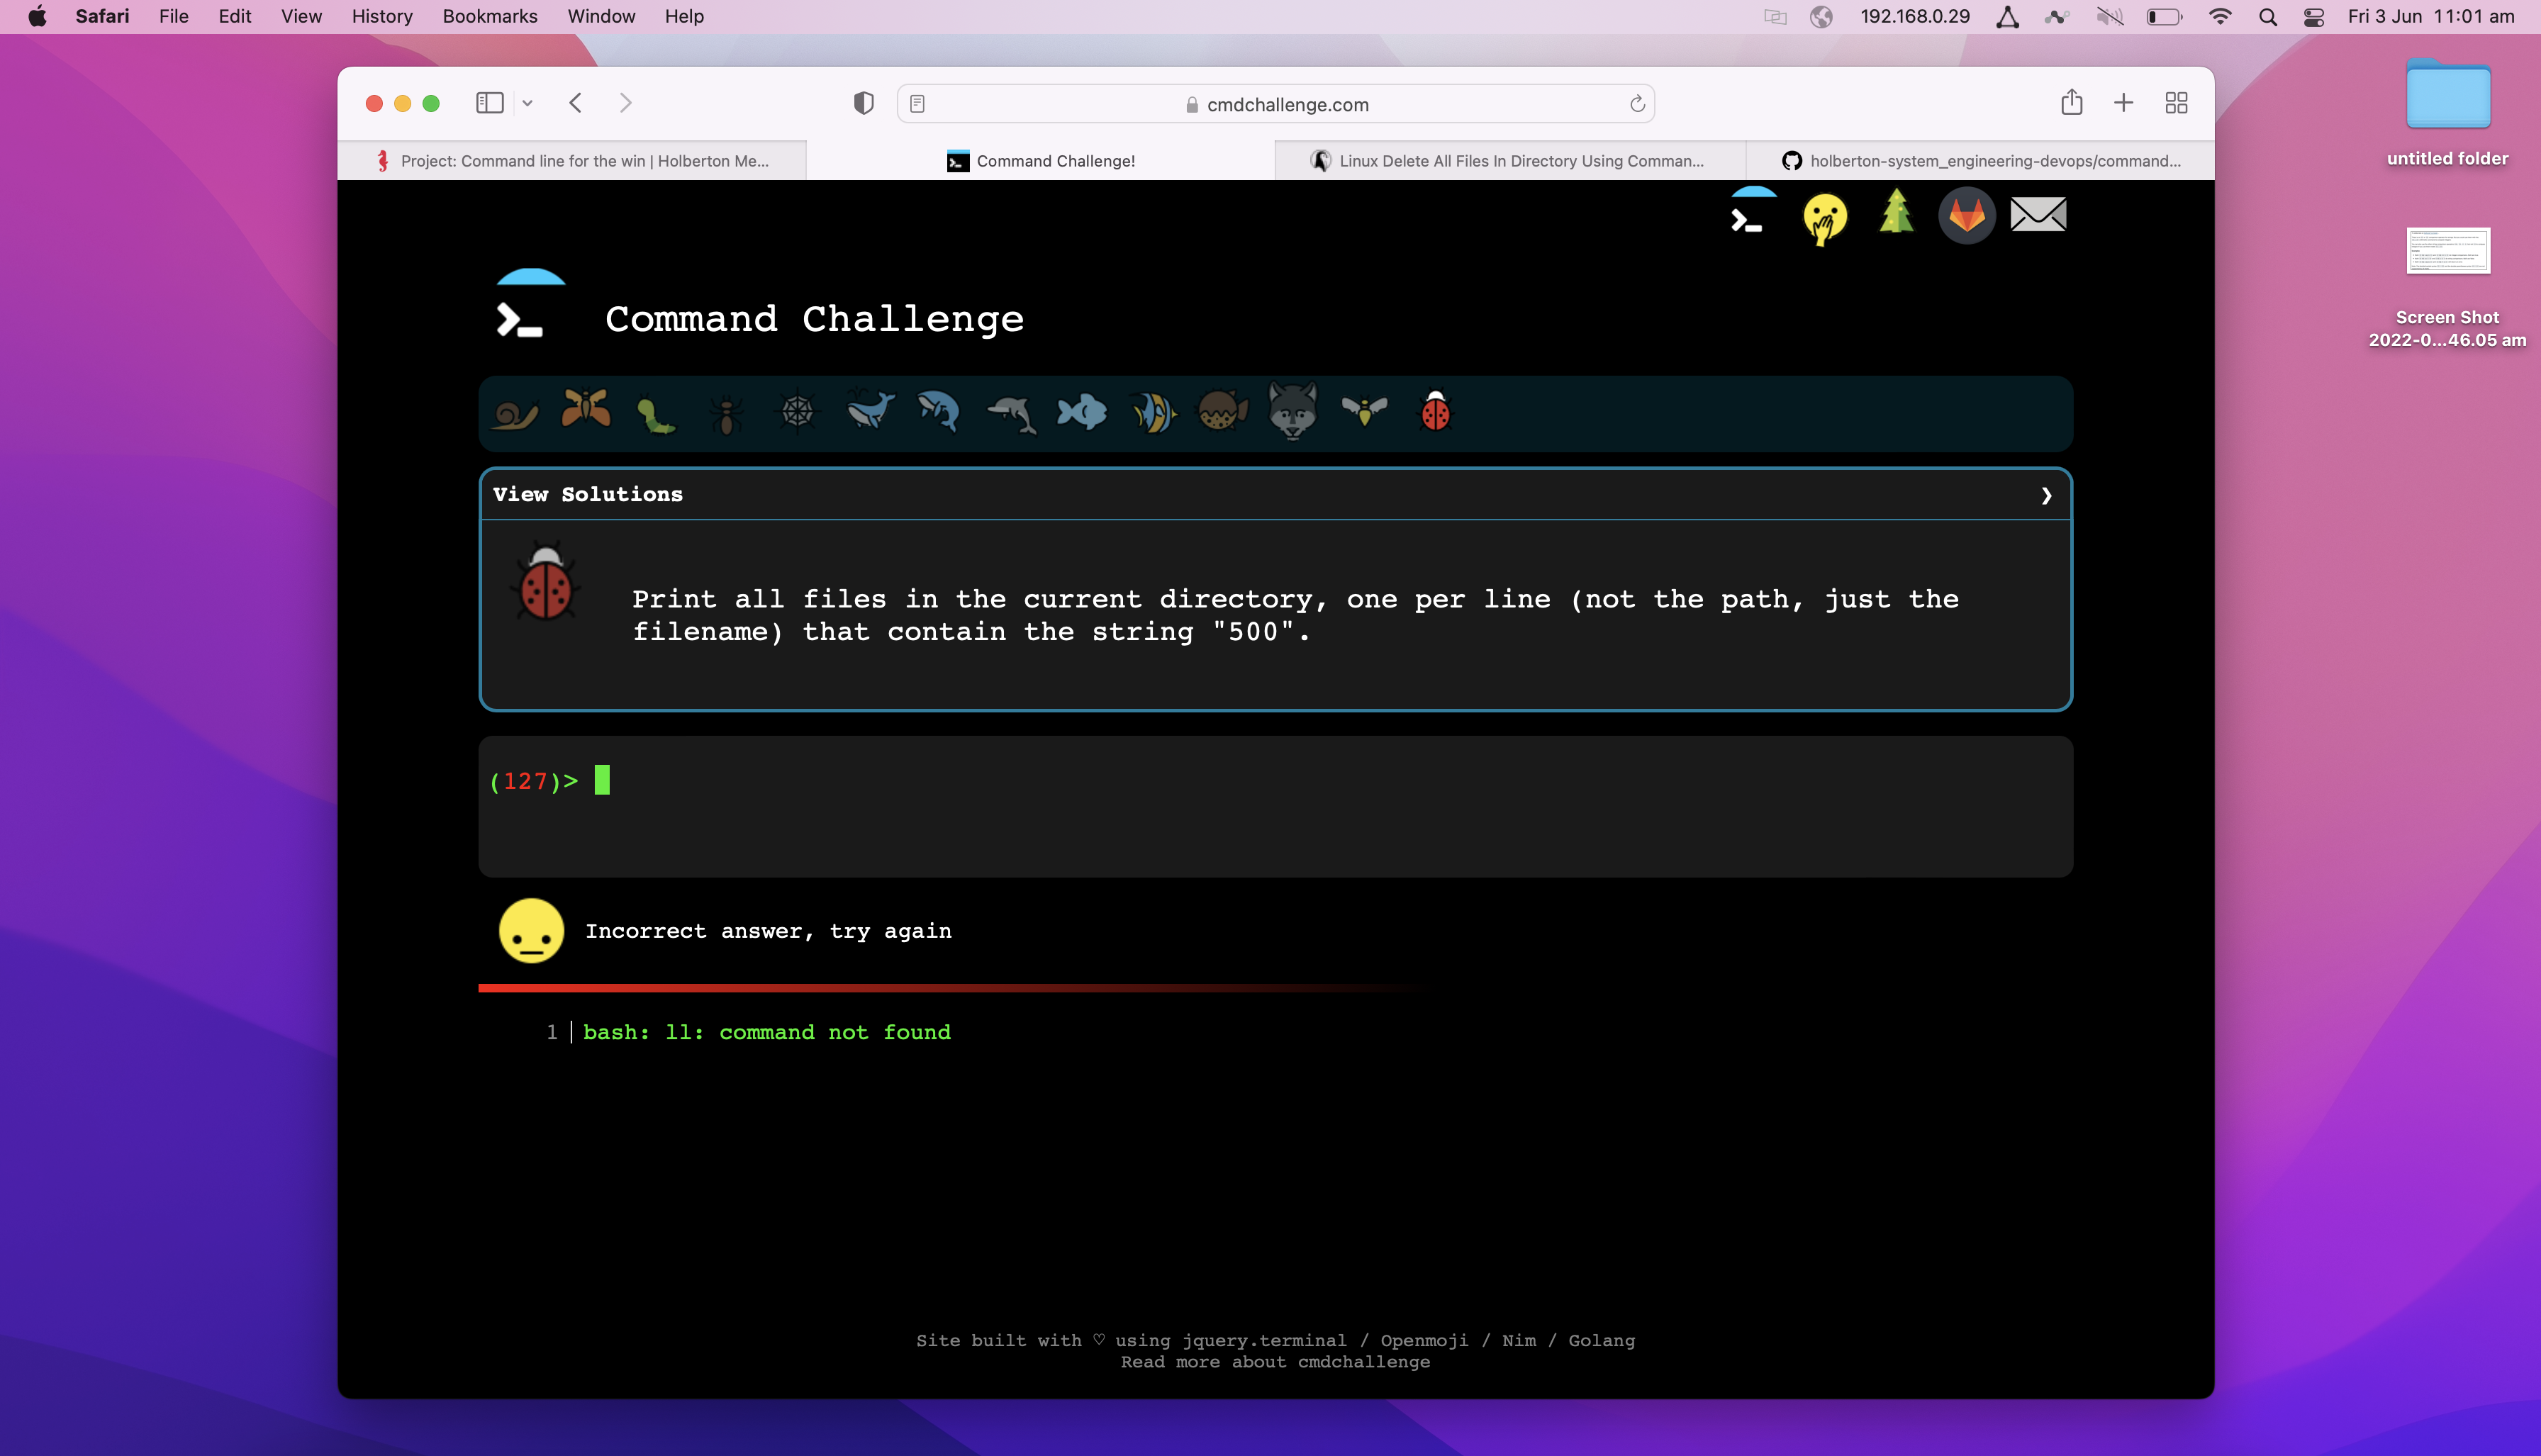 Safari File Edit View History Bookmarks Window Help 192.168.0.29 Fri 3 Jun 11:01 am
cmdchallenge.com
Project: Command line for the win | Holberton Me... Command Challenge! Linux Delete All Files In Directory Using Comman... holberton-system_engineering-devops/command...
untitled folder
Screen Shot
2022-0...46.05 am
Command Challenge
View Solutions
Print all files in the current directory, one per line (not the path, just the
filename) that contain the string "500".
(127)>
Incorrect answer, try again
1 bash: ll: command not found
Site built with ♡ using jquery.terminal / Openmoji / Nim / Golang
Read more about cmdchallenge